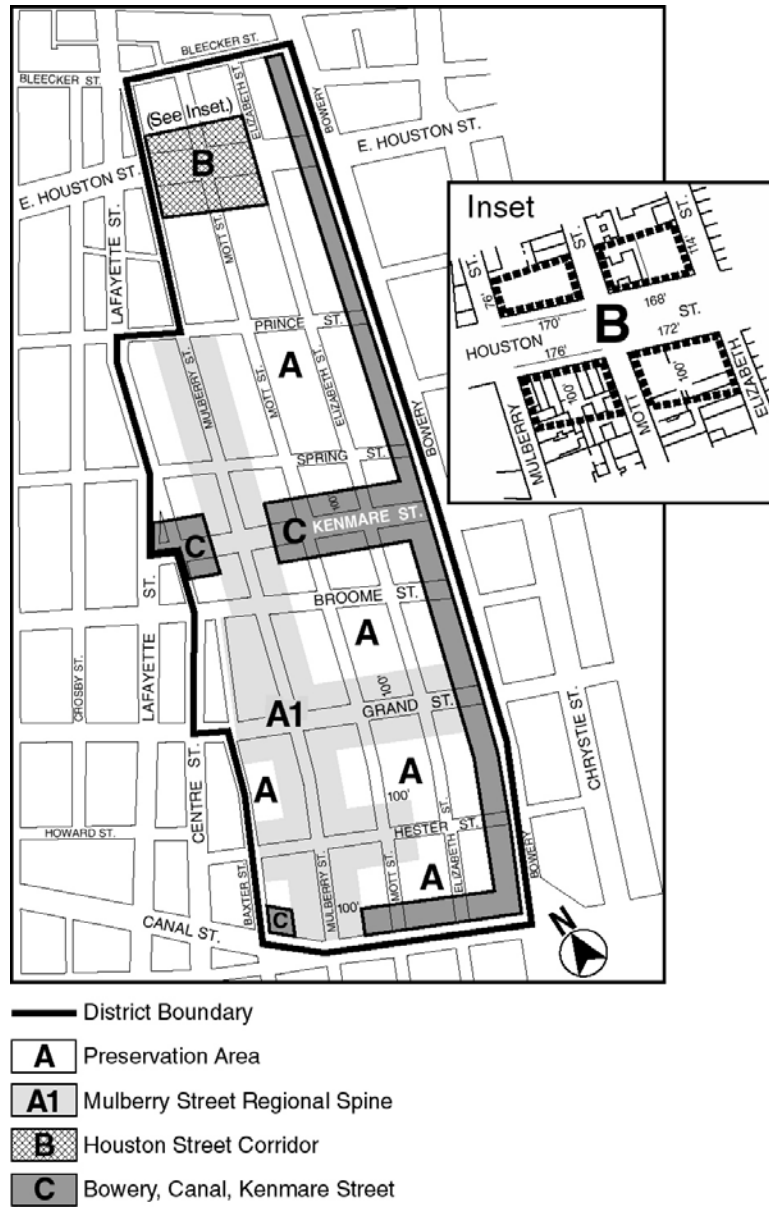 BLEECKER ST.
BLEECKER ST.
(See Inset.)
ELIZABETH ST.
BOWERY
E. HOUSTON ST.
E. HOUSTON ST.
B
LAFAYETTE ST.
MOTT ST.
PRINCE ST.
MULBERRY ST.
MOTT ST.
A
ELIZABETH ST.
BOWERY
SPRING ST.
100'
C
C
KENMARE ST.
BROOME ST.
A
CROSBY ST.
LAFAYETTE ST.
100'
A1
GRAND ST.
CHRYSTIE ST.
CENTRE ST.
A
A
100'
HOWARD ST.
HESTER ST.
BAXTER ST.
MULBERRY ST.
MOTT ST.
ELIZABETH ST.
A
BOWERY
CANAL ST.
C
100'
N
Inset
ST.
ST.
ST.
76'
114'
170'
B
168'
HOUSTON ST.
176'
172'
100'
100'
MULBERRY
MOTT
ELIZABETH
District Boundary
A Preservation Area
A1 Mulberry Street Regional Spine
B Houston Street Corridor
C Bowery, Canal, Kenmare Street